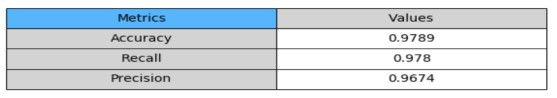 Metrics Values
Accuracy 0.9789
Recall 0.978
Precision 0.9674